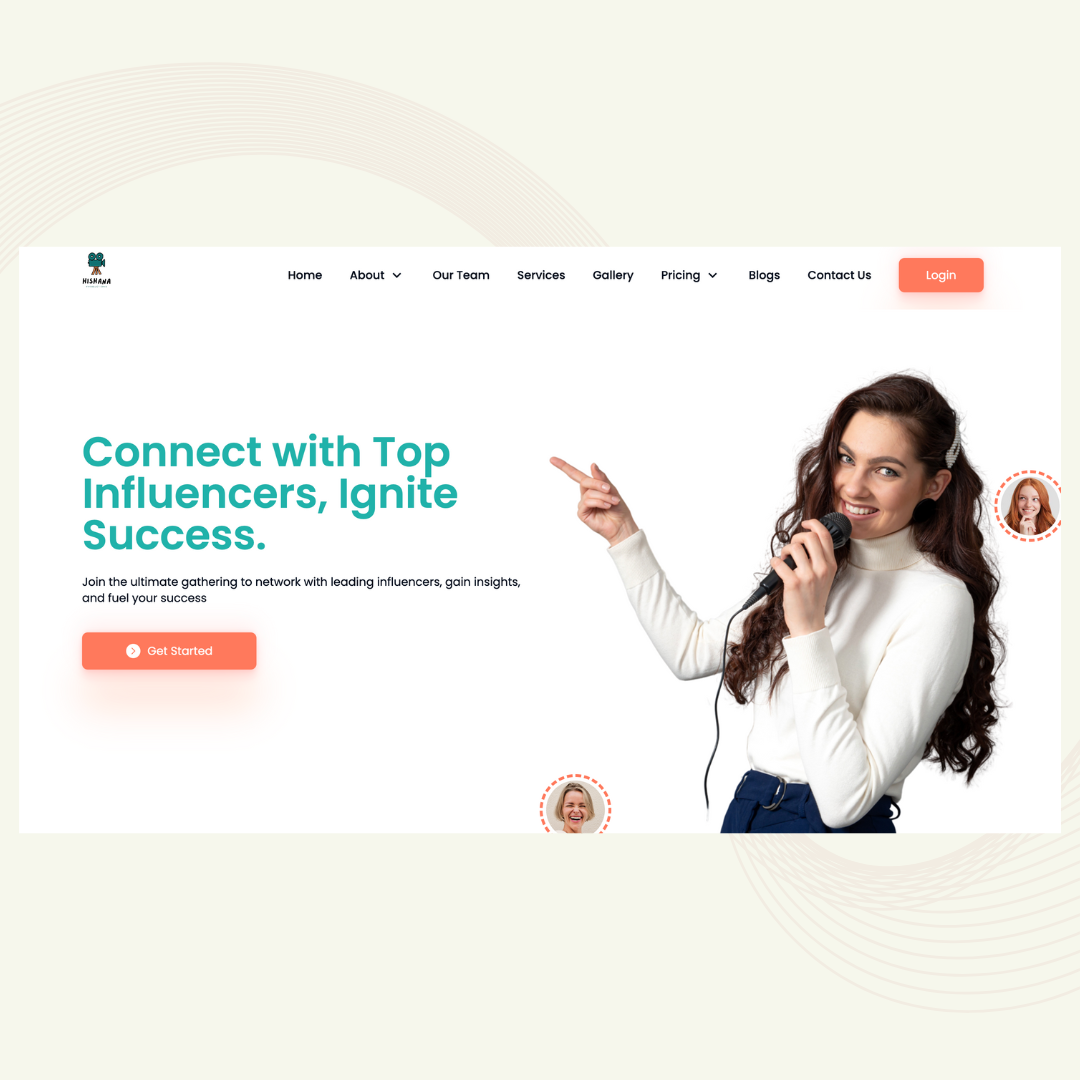 HISHANA
Home
About
Our Team
Services
Gallery
Pricing
Blogs
Contact Us
Login
Connect with Top
Influencers, Ignite
Success.
Join the ultimate gathering to network with leading influencers, gain insights,
and fuel your success
Get Started